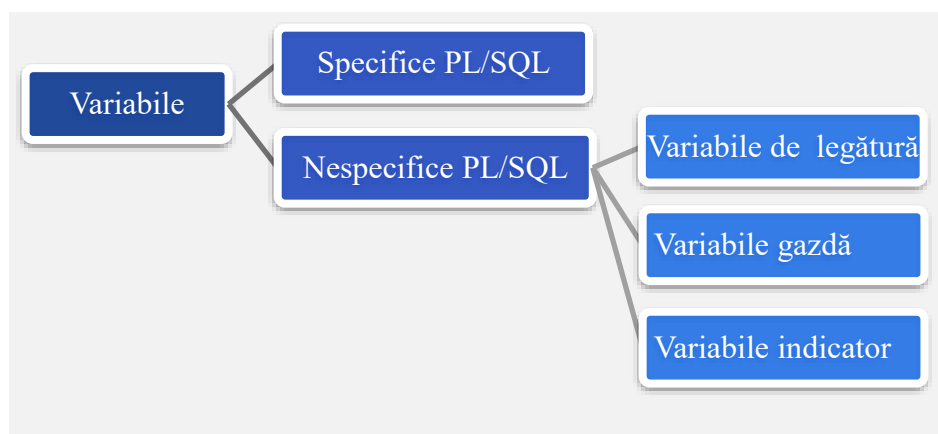 Variabile
Specifice PL/SQL
Nespecifice PL/SQL
Variabile de legătură
Variabile gazdă
Variabile indicator